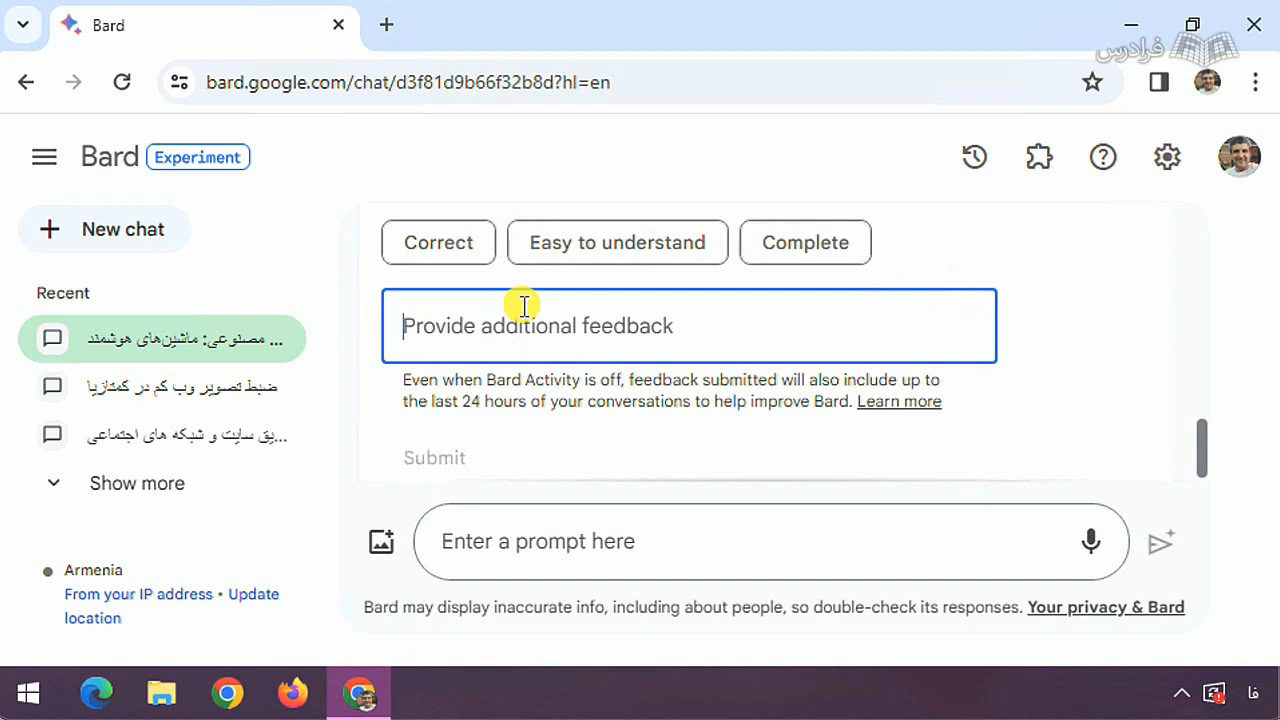 Bard
فرادرس
bard.google.com/chat/d3f81d9b66f32b8d?hl=en
Bard Experiment
New chat
Recent
مصنوعی: ماشین‌های هوشمند ...
ضبط تصویر وب کم در کمتازیا
...یق سایت و شبکه های اجتماعی
Show more
Armenia
From your IP address • Update
location
Correct
Easy to understand
Complete
Provide additional feedback
Even when Bard Activity is off, feedback submitted will also include up to
the last 24 hours of your conversations to help improve Bard. Learn more
Submit
Enter a prompt here
Bard may display inaccurate info, including about people, so double-check its responses. Your privacy & Bard
فا